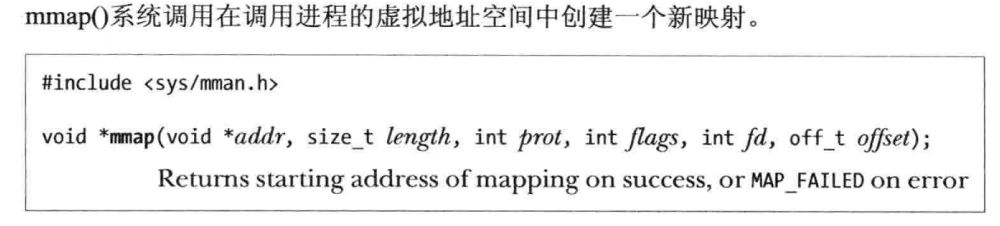 mmap()系统调用在调用进程的虚拟地址空间中创建一个新映射。
#include <sys/mman.h>
void *mmap(void *addr, size_t length, int prot, int flags, int fd, off_t offset);
Returns starting address of mapping on success, or MAP_FAILED on error